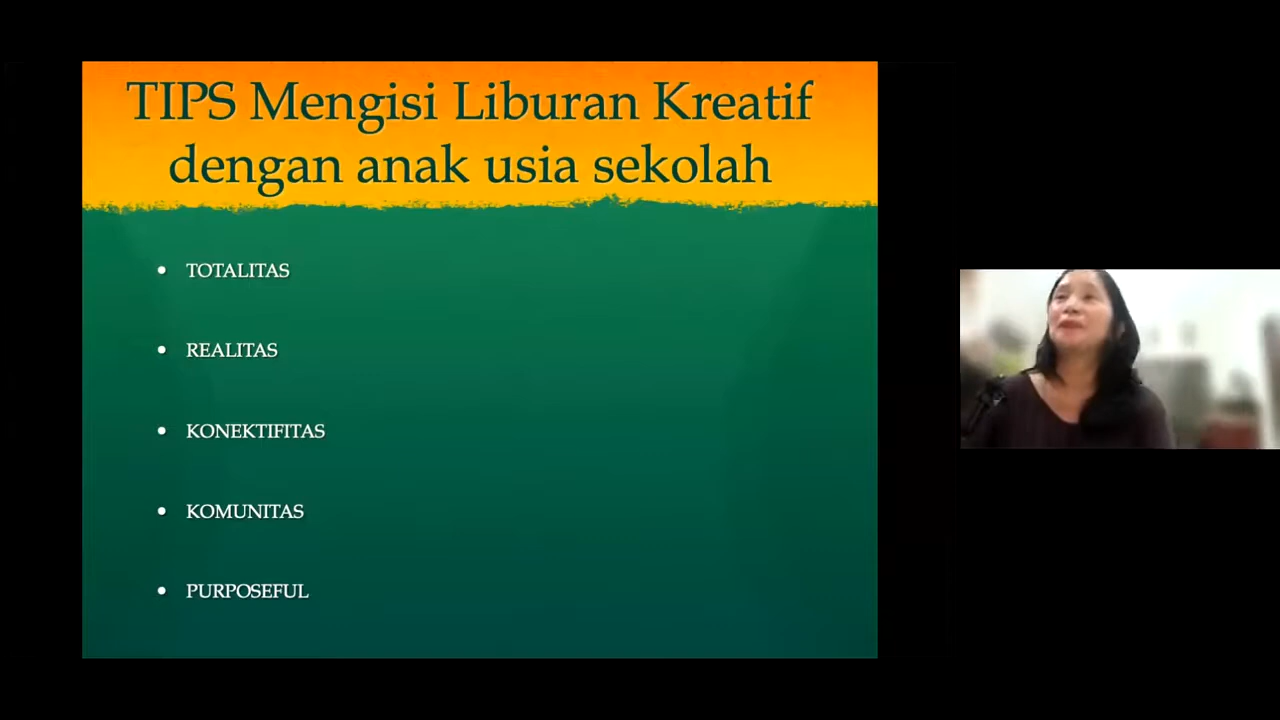 TIPS Mengisi Liburan Kreatif
dengan anak usia sekolah
• TOTALITAS
• REALITAS
• KONEKTIFITAS
• KOMUNITAS
• PURPOSEFUL